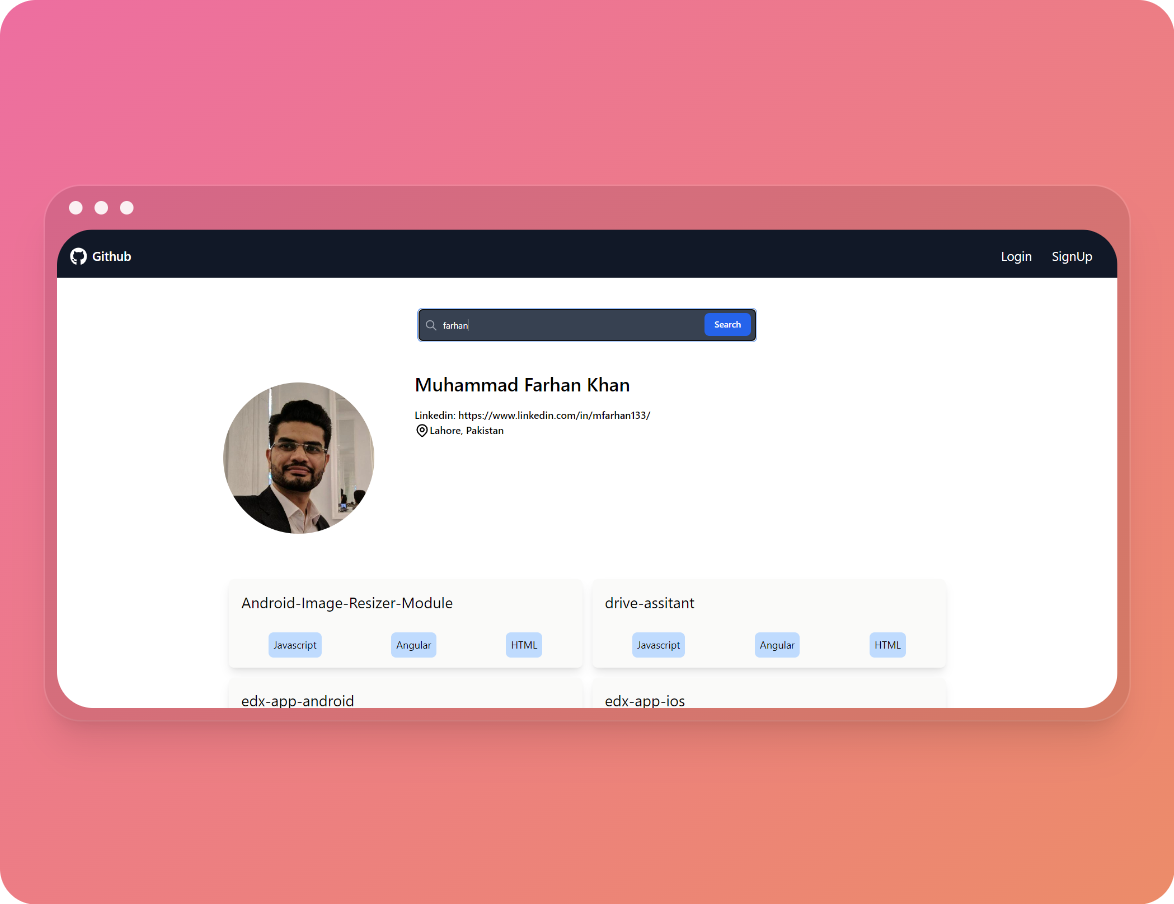 Github
Login SignUp
farhan Search
Muhammad Farhan Khan
Linkedin: https://www.linkedin.com/in/mfarhan133/
Lahore, Pakistan
Android-Image-Resizer-Module
Javascript Angular HTML
drive-assitant
Javascript Angular HTML
edx-app-android
edx-app-ios